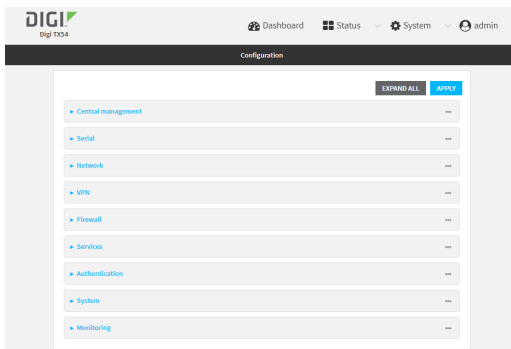 DIGI
Digi TX54
Dashboard Status System admin
Configuration
EXPAND ALL APPLY
Central management
Serial
Network
VPN
Firewall
Services
Authentication
System
Monitoring